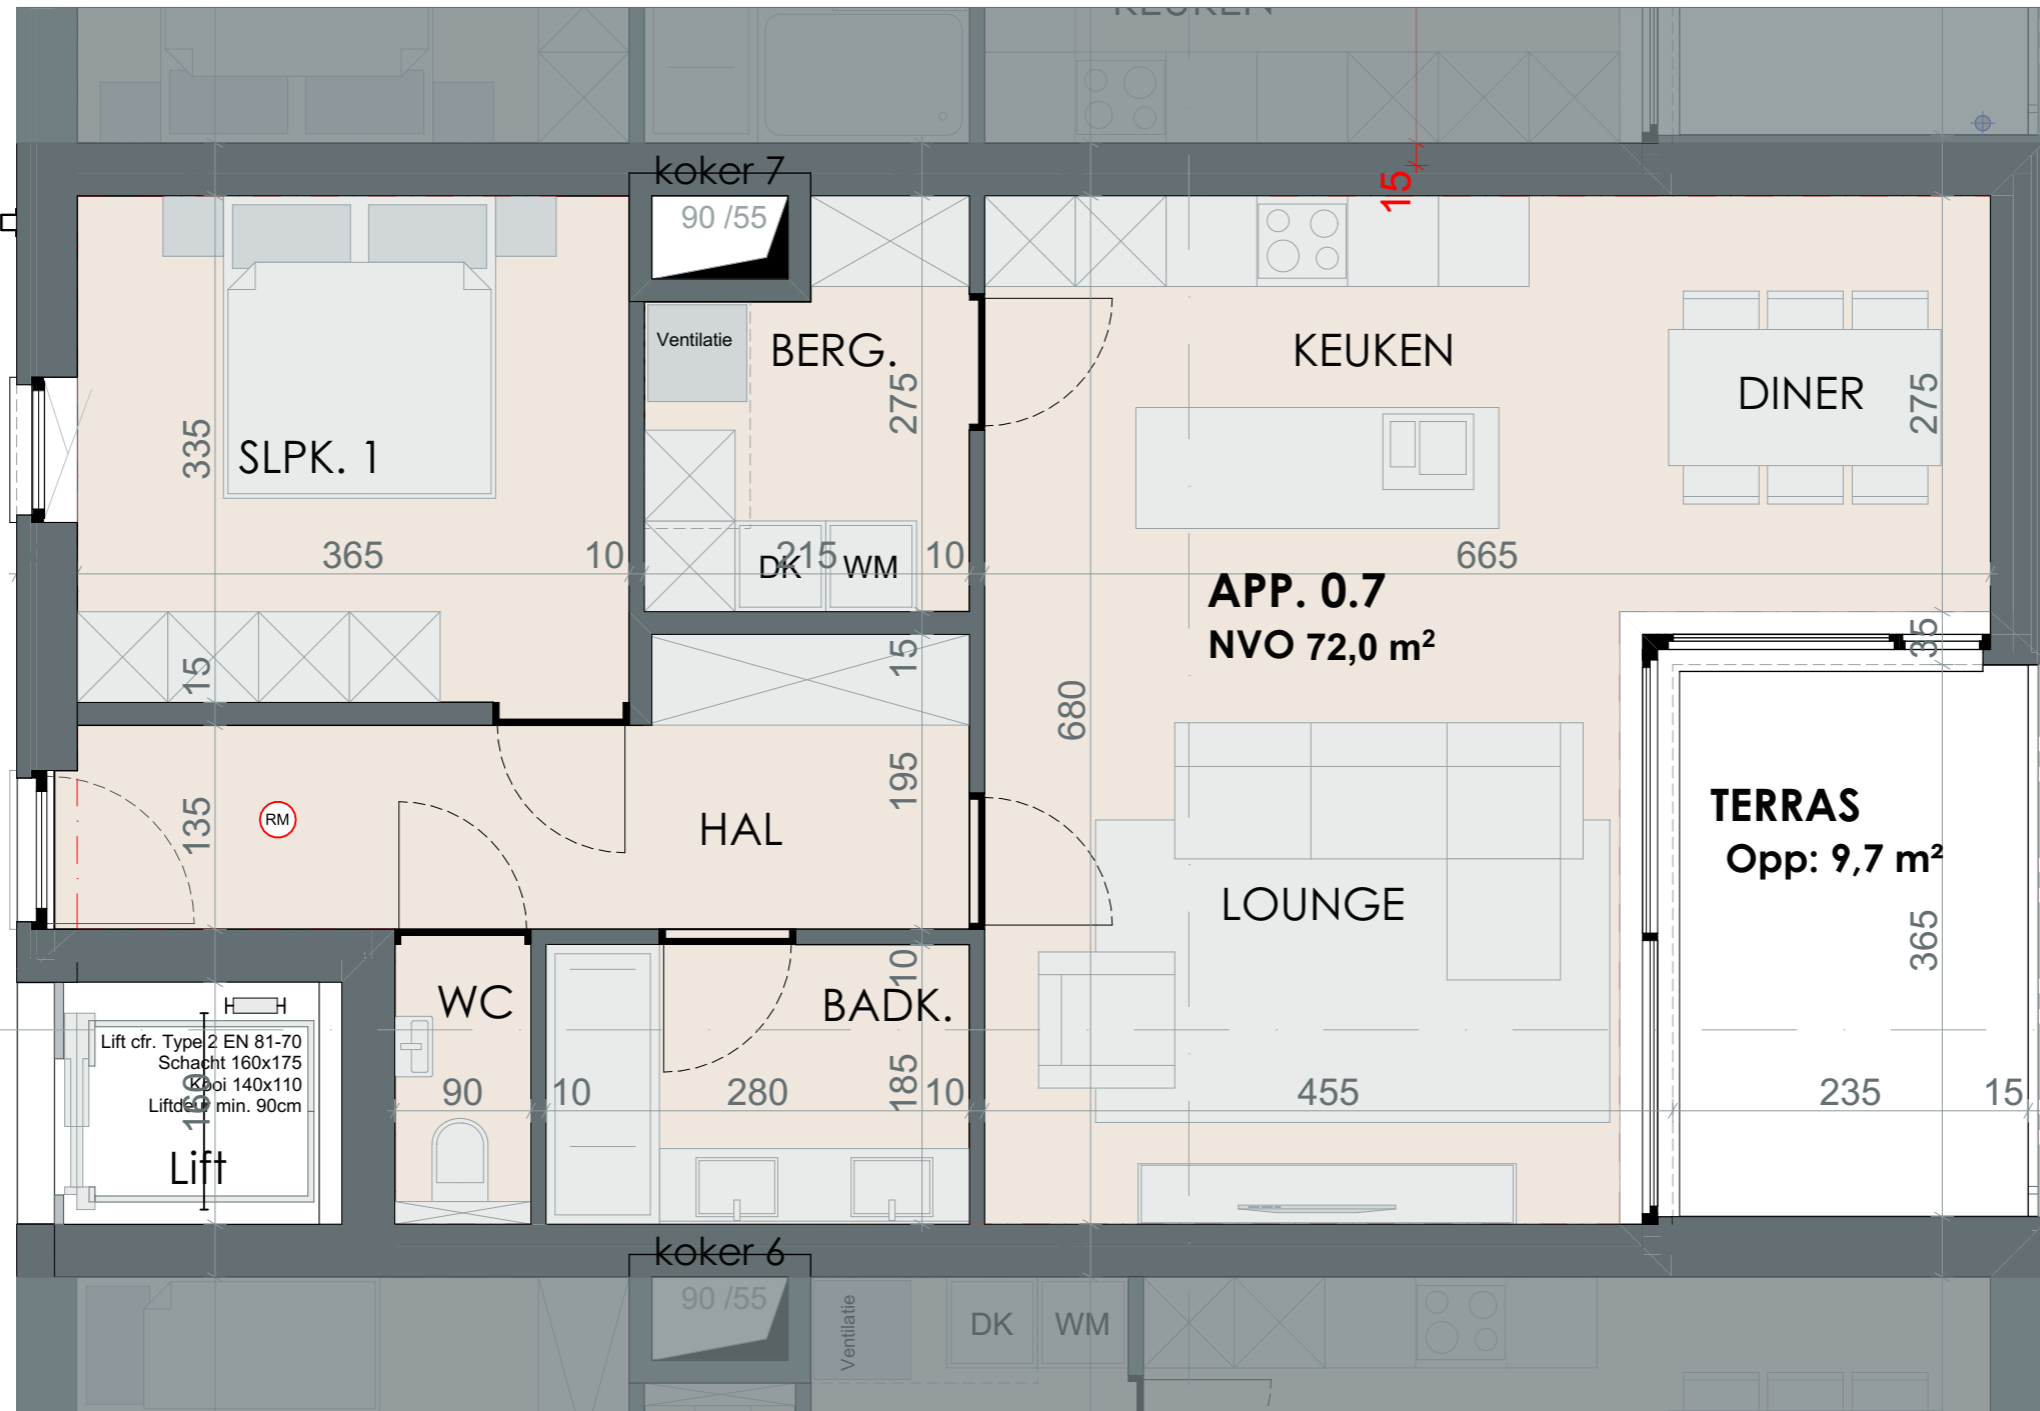 KEUKEN
koker 7
90 /55
15
Ventilatie
BERG.
KEUKEN
DINER
275
275
335
SLPK. 1
365
10
215
DK
WM
10
665
APP. 0.7
NVO 72,0 m²
35
15
15
680
195
135
RM
HAL
TERRAS
Opp: 9,7 m²
LOUNGE
365
WC
10
BADK.
Lift cfr. Type 2 EN 81-70
Schacht 160x175
Kooi 140x110
Liftdeur min. 90cm
160
Lift
90
10
280
185
10
455
235
15
koker 6
90 /55
Ventilatie
DK
WM